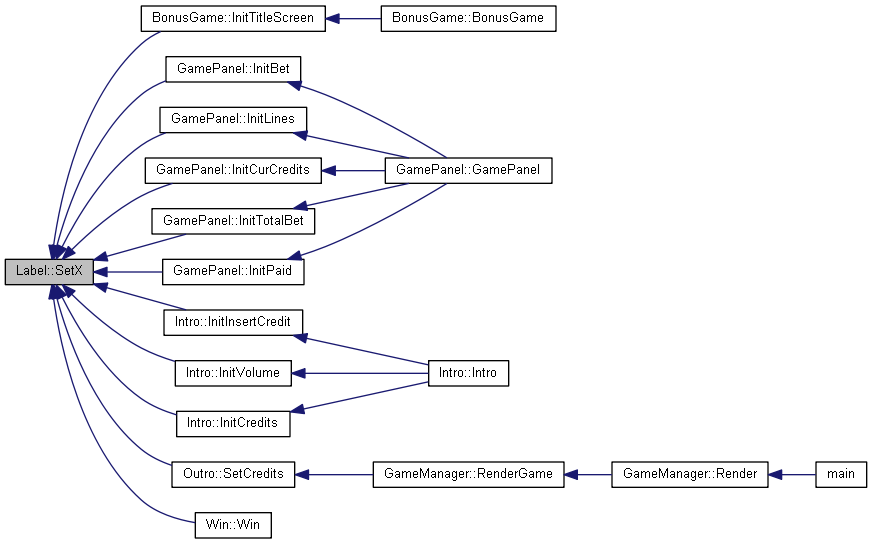 BonusGame::InitTitleScreen
BonusGame::BonusGame
GamePanel::InitBet
GamePanel::InitLines
GamePanel::InitCurCredits
GamePanel::GamePanel
GamePanel::InitTotalBet
Label::SetX
GamePanel::InitPaid
Intro::InitInsertCredit
Intro::InitVolume
Intro::Intro
Intro::InitCredits
Outro::SetCredits
GameManager::RenderGame
GameManager::Render
main
Win::Win